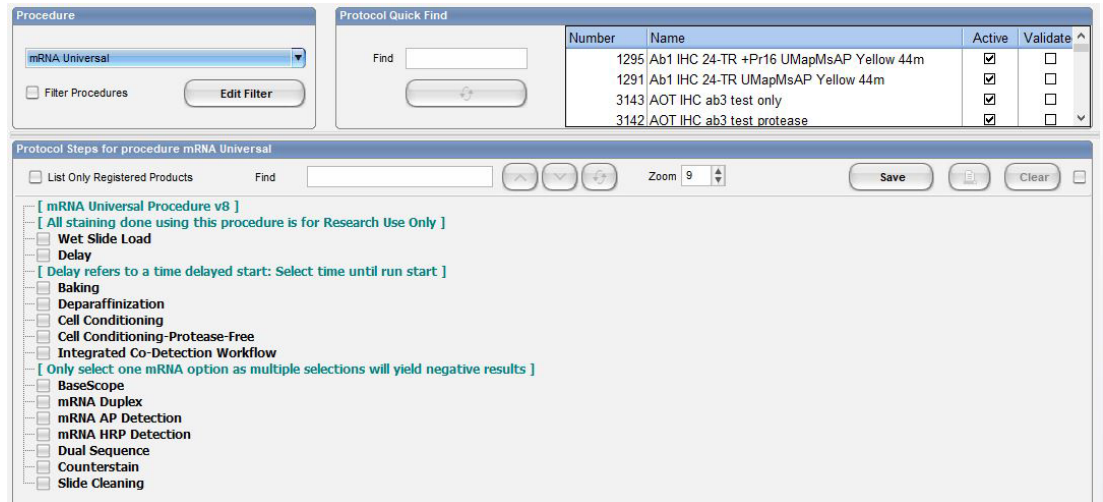 Procedure
mRNA Universal
Filter Procedures
Edit Filter
Protocol Quick Find
Find
Number Name Active Validate
1295 Ab1 IHC 24-TR +Pr16 UMapMsAP Yellow 44m
1291 Ab1 IHC 24-TR UMapMsAP Yellow 44m
3143 AOT IHC ab3 test only
3142 AOT IHC ab3 test protease
Protocol Steps for procedure mRNA Universal
List Only Registered Products Find Zoom 9 Save Clear
[ mRNA Universal Procedure v8 ]
[ All staining done using this procedure is for Research Use Only ]
Wet Slide Load
Delay
[ Delay refers to a time delayed start: Select time until run start ]
Baking
Deparaffinization
Cell Conditioning
Cell Conditioning-Protease-Free
Integrated Co-Detection Workflow
[ Only select one mRNA option as multiple selections will yield negative results ]
BaseScope
mRNA Duplex
mRNA AP Detection
mRNA HRP Detection
Dual Sequence
Counterstain
Slide Cleaning